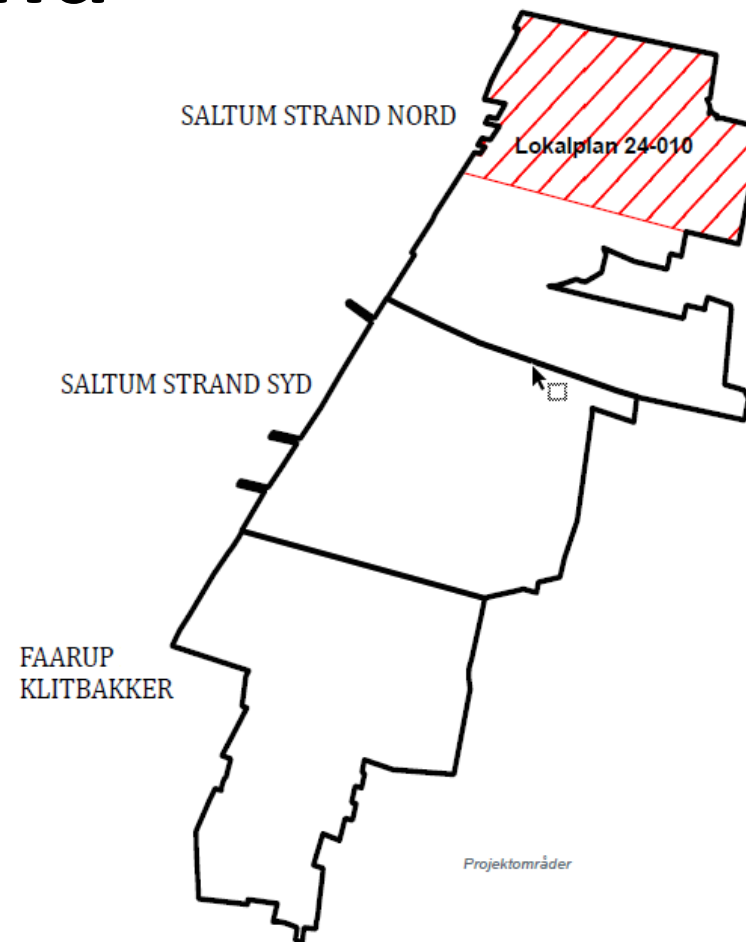 SALTUM STRAND NORD
Lokalplan 24-010
SALTUM STRAND SYD
FAARUP
KLITBAKKER
Projektområder